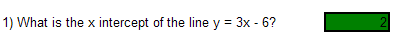 1) What is the x intercept of the line y = 3x - 6? 2